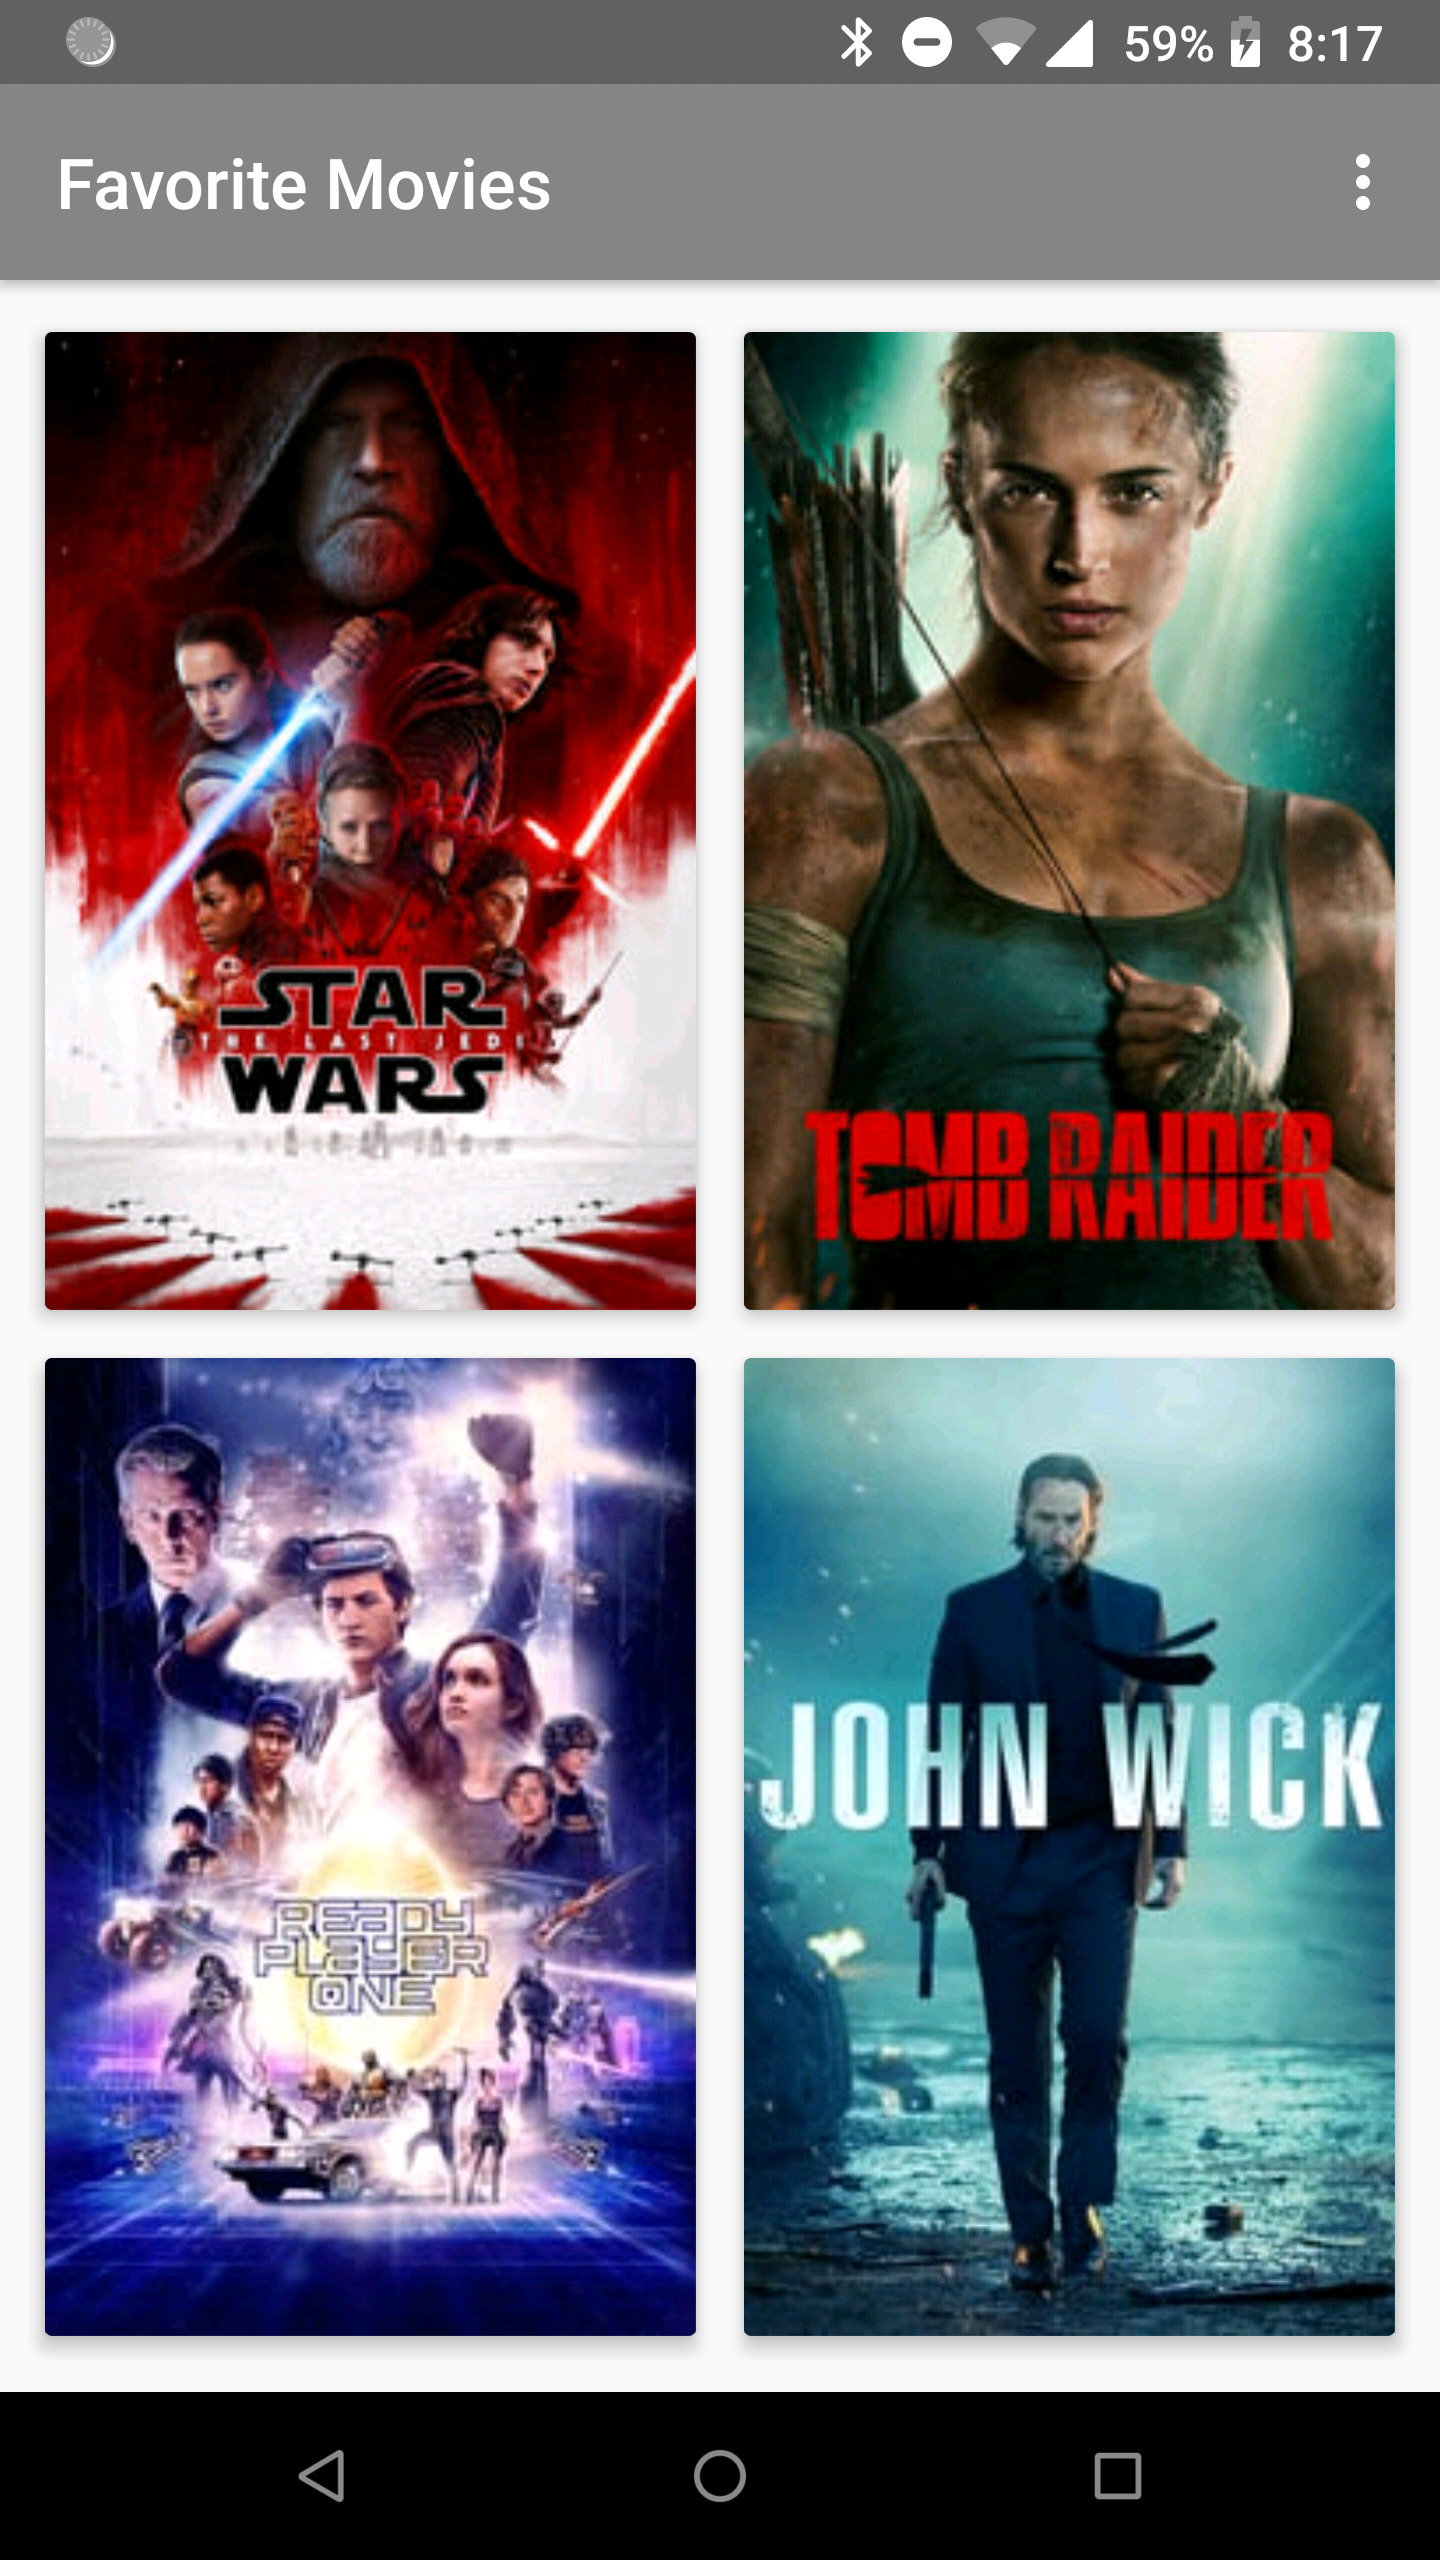 59% 8:17
Favorite Movies
STAR
THE LAST JEDI
WARS
TOMB RAIDER
READY
PLAYER
ONE
JOHN WICK